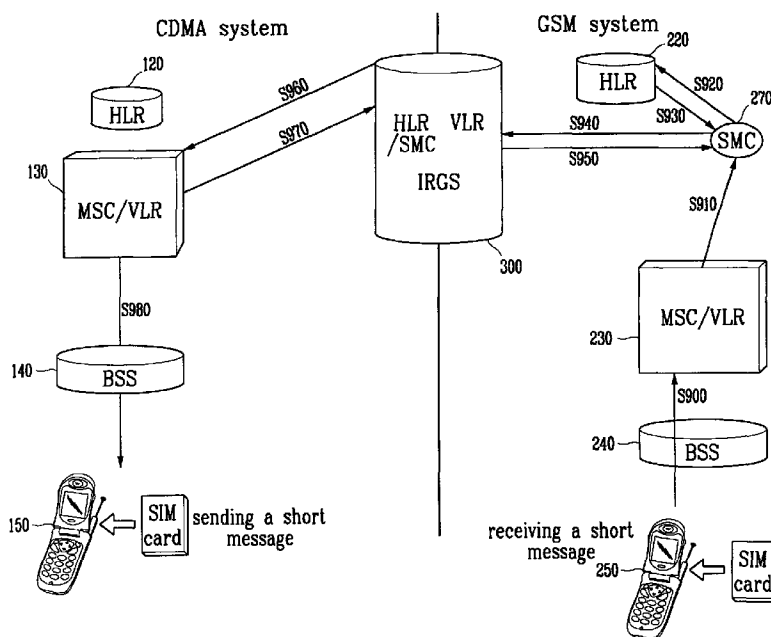 CDMA system
GSM system
120
HLR
220
HLR
S960
S970
HLR VLR
/SMC
IRGS
300
S920
S930
270
SMC
S940
S950
130
MSC/VLR
S910
230
MSC/VLR
S980
140
BSS
S900
240
BSS
150
SIM
card
sending a short
message
receiving a short
message
250
SIM
card